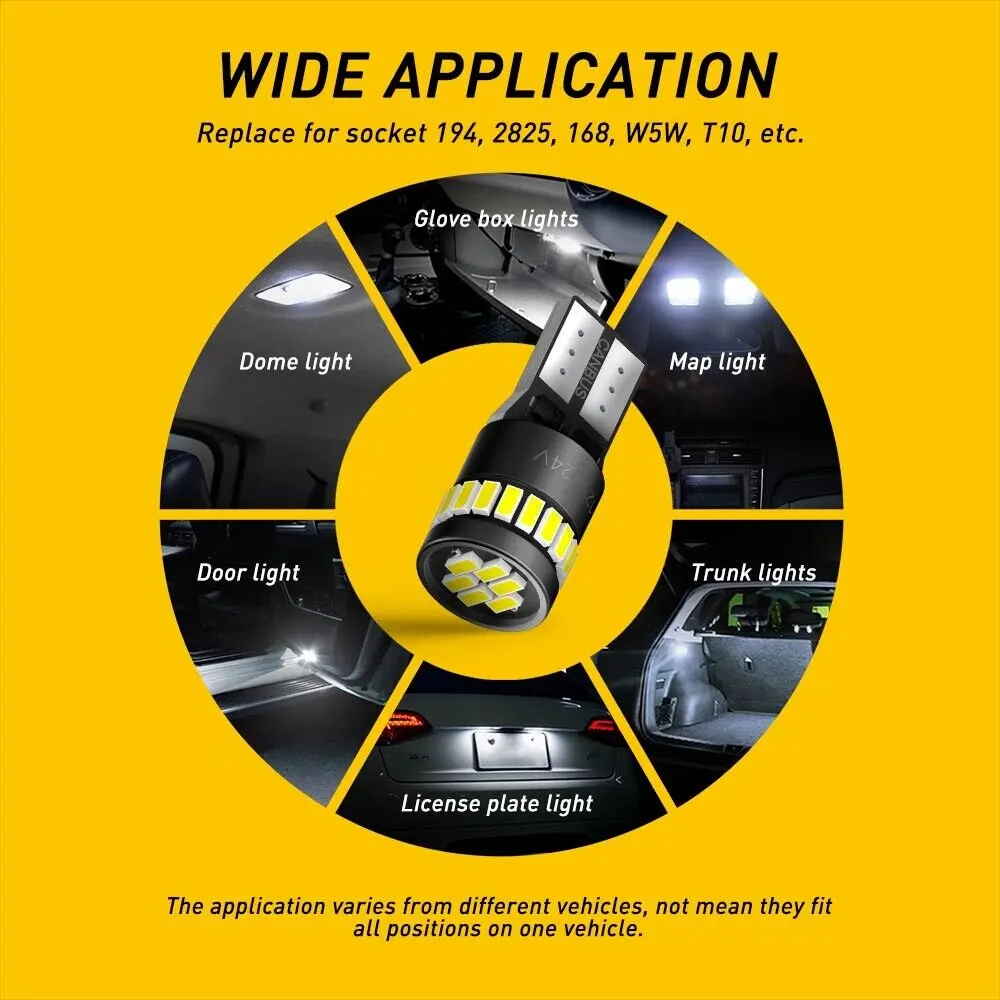 WIDE APPLICATION
Replace for socket 194, 2825, 168, W5W, T10, etc.
Glove box lights
Dome light
Map light
CANBUS
24V
Door light
Trunk lights
License plate light
The application varies from different vehicles, not mean they fit
all positions on one vehicle.